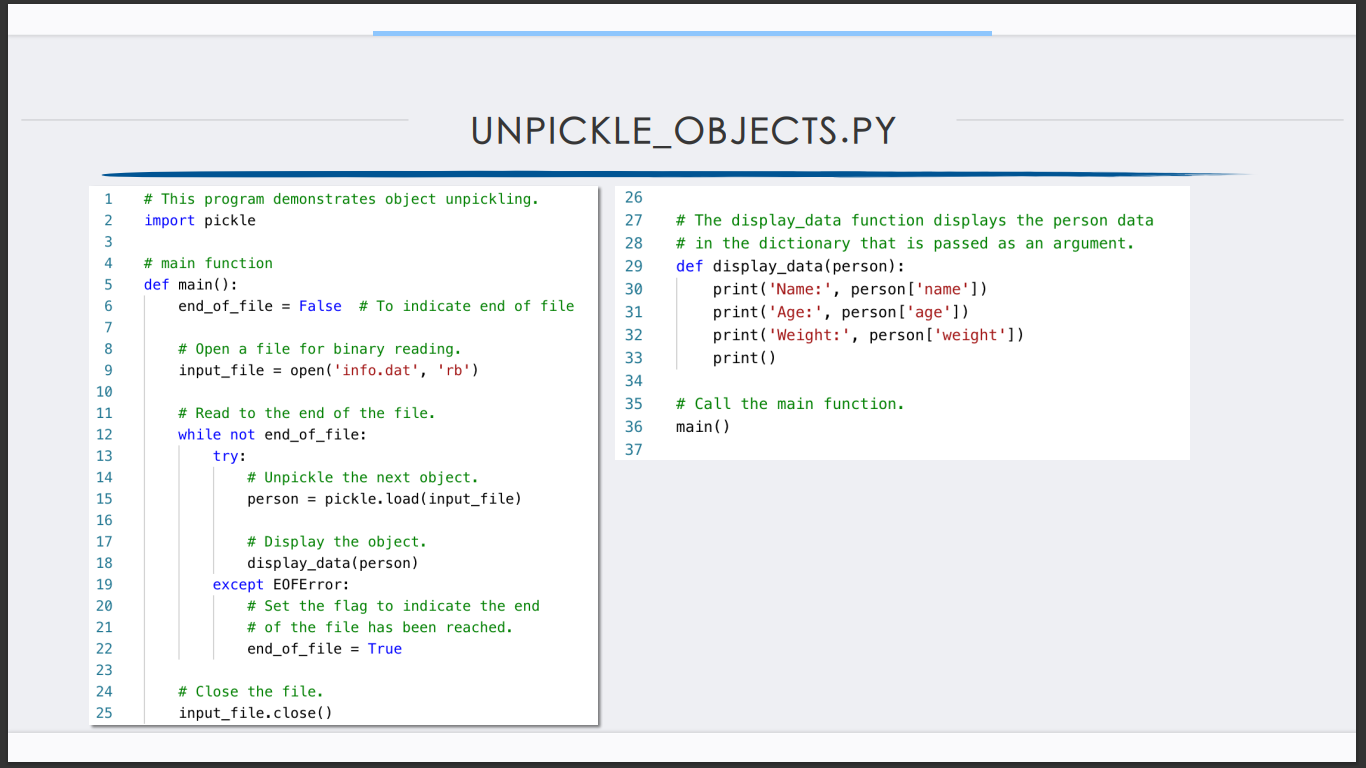 UNPICKLE_OBJECTS.PY
1 # This program demonstrates object unpickling.
2 import pickle
3
4 # main function
5 def main():
6     end_of_file = False  # To indicate end of file
7
8     # Open a file for binary reading.
9     input_file = open('info.dat', 'rb')
10
11     # Read to the end of the file.
12     while not end_of_file:
13         try:
14             # Unpickle the next object.
15             person = pickle.load(input_file)
16
17             # Display the object.
18             display_data(person)
19         except EOFError:
20             # Set the flag to indicate the end
21             # of the file has been reached.
22             end_of_file = True
23
24     # Close the file.
25     input_file.close()
26
27 # The display_data function displays the person data
28 # in the dictionary that is passed as an argument.
29 def display_data(person):
30     print('Name:', person['name'])
31     print('Age:', person['age'])
32     print('Weight:', person['weight'])
33     print()
34
35 # Call the main function.
36 main()
37